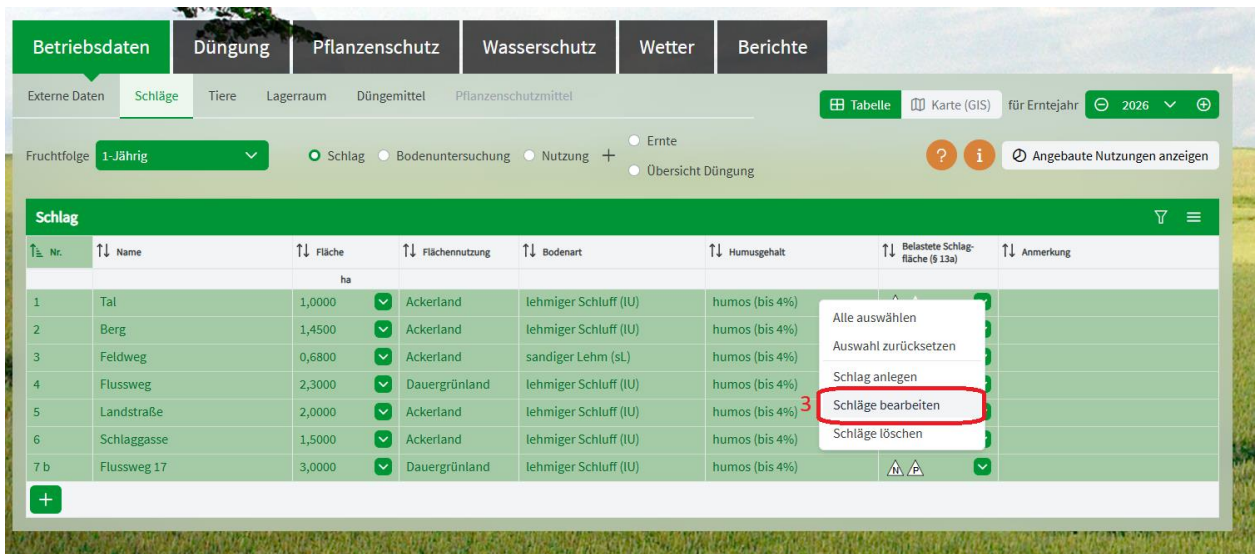 Betriebsdaten Düngung Pflanzenschutz Wasserschutz Wetter Berichte
Externe Daten Schläge Tiere Lagerraum Düngemittel Pflanzenschutzmittel Tabelle Karte (GIS) für Erntejahr 2026
Fruchtfolge 1-Jährig Schlag Bodenuntersuchung Nutzung + Ernte ? i Angebaute Nutzungen anzeigen
Übersicht Düngung
Schlag
Nr. Name Fläche Flächennutzung Bodenart Humusgehalt Belastete Schlag-
fläche (§ 13a) Anmerkung
ha
1 Tal 1,0000 Ackerland lehmiger Schluff (lU) humos (bis 4%)
2 Berg 1,4500 Ackerland lehmiger Schluff (lU) humos (bis 4%)
3 Feldweg 0,6800 Ackerland sandiger Lehm (sL) humos (bis 4%)
4 Flussweg 2,3000 Dauergrünland lehmiger Schluff (lU) humos (bis 4%)
5 Landstraße 2,0000 Ackerland lehmiger Schluff (lU) humos (bis 4%)
6 Schlaggasse 1,5000 Ackerland lehmiger Schluff (lU) humos (bis 4%)
7 b Flussweg 17 3,0000 Dauergrünland lehmiger Schluff (lU) humos (bis 4%) N P
+
Alle auswählen
Auswahl zurücksetzen
Schlag anlegen
3 Schläge bearbeiten
Schläge löschen